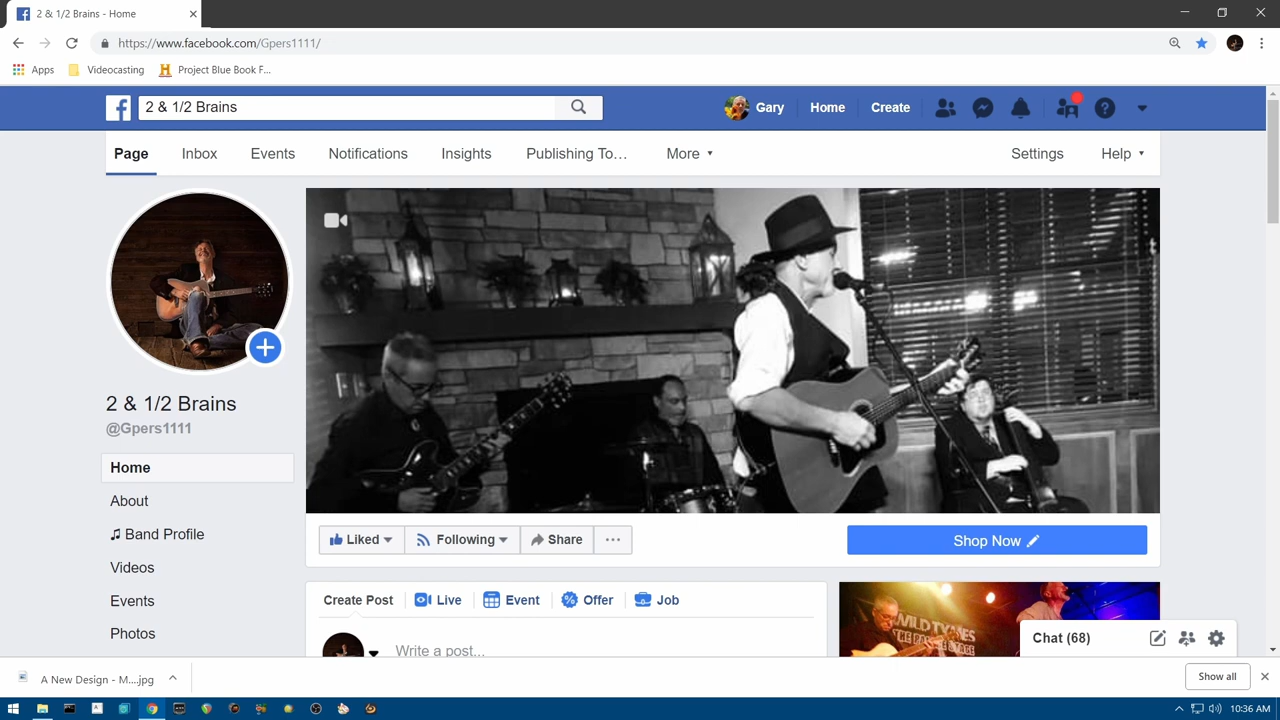 2 & 1/2 Brains - Home
https://www.facebook.com/Gpers1111/
Apps Videocasting Project Blue Book F...
2 & 1/2 Brains
Gary Home Create
Page Inbox Events Notifications Insights Publishing To... More Settings Help
2 & 1/2 Brains
@Gpers1111
Home
About
Band Profile
Videos
Events
Photos
Liked Following Share ... Shop Now
Create Post Live Event Offer Job
Write a post...
WILD TYMES
Chat (68)
A New Design - M....jpg
Show all
10:36 AM